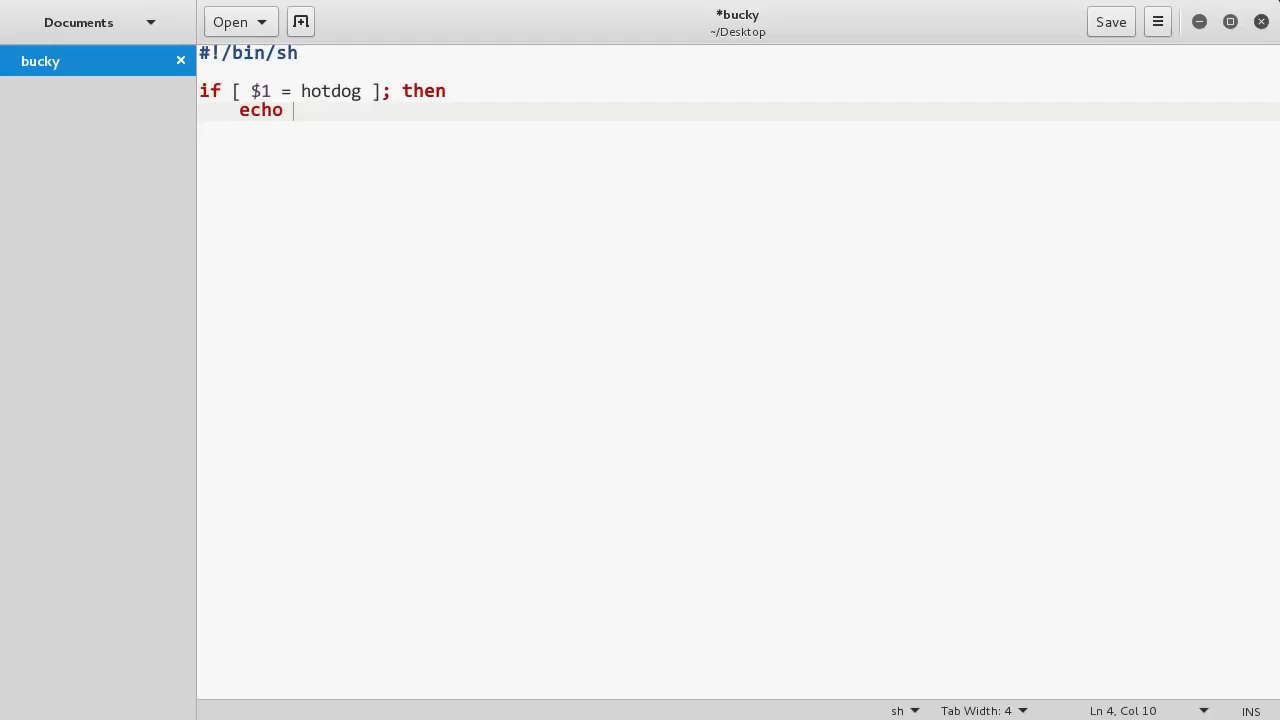 Documents
Open
*bucky
~/Desktop
Save
bucky
#!/bin/sh
if [ $1 = hotdog ]; then
echo
sh
Tab Width: 4
Ln 4, Col 10
INS